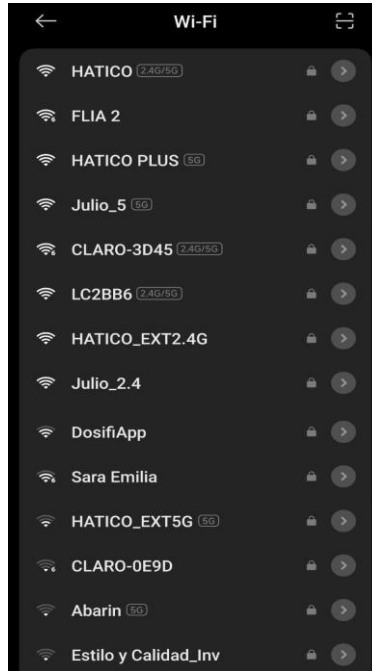 Wi-Fi
HATICO 2.4G/5G
FLIA 2
HATICO PLUS 5G
Julio_5 5G
CLARO-3D45 2.4G/5G
LC2BB6 2.4G/5G
HATICO_EXT2.4G
Julio_2.4
DosifiApp
Sara Emilia
HATICO_EXT5G 5G
CLARO-0E9D
Abarin 5G
Estilo y Calidad_Inv